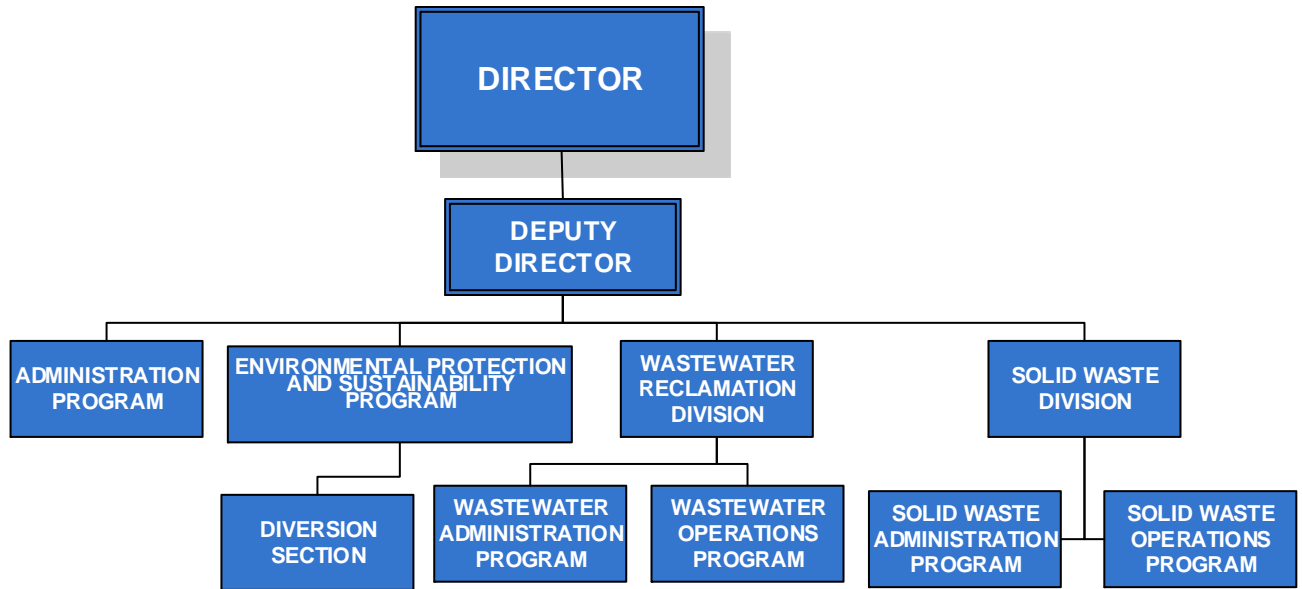 DIRECTOR
DEPUTY
DIRECTOR
ADMINISTRATION
PROGRAM
ENVIRONMENTAL PROTECTION
AND SUSTAINABILITY
PROGRAM
WASTEWATER
RECLAMATION
DIVISION
SOLID WASTE
DIVISION
DIVERSION
SECTION
WASTEWATER
ADMINISTRATION
PROGRAM
WASTEWATER
OPERATIONS
PROGRAM
SOLID WASTE
ADMINISTRATION
PROGRAM
SOLID WASTE
OPERATIONS
PROGRAM